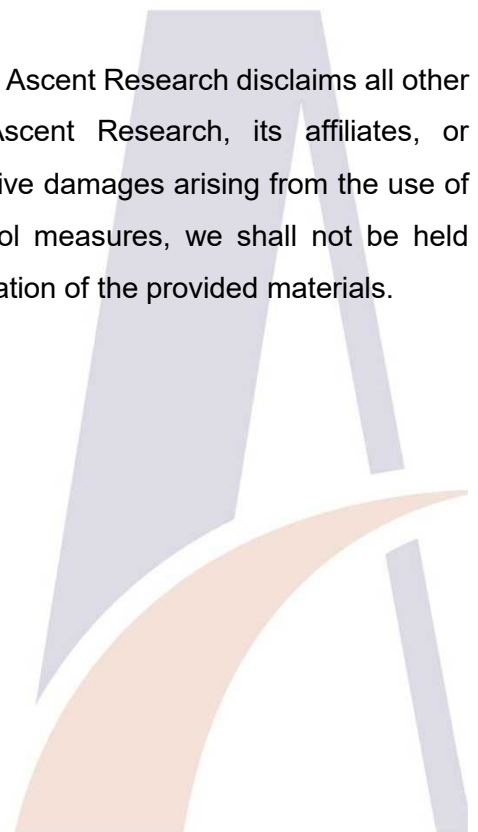 Ascent Research disclaims all other
Ascent Research, its affiliates, or
ive damages arising from the use of
ol measures, we shall not be held
ation of the provided materials.